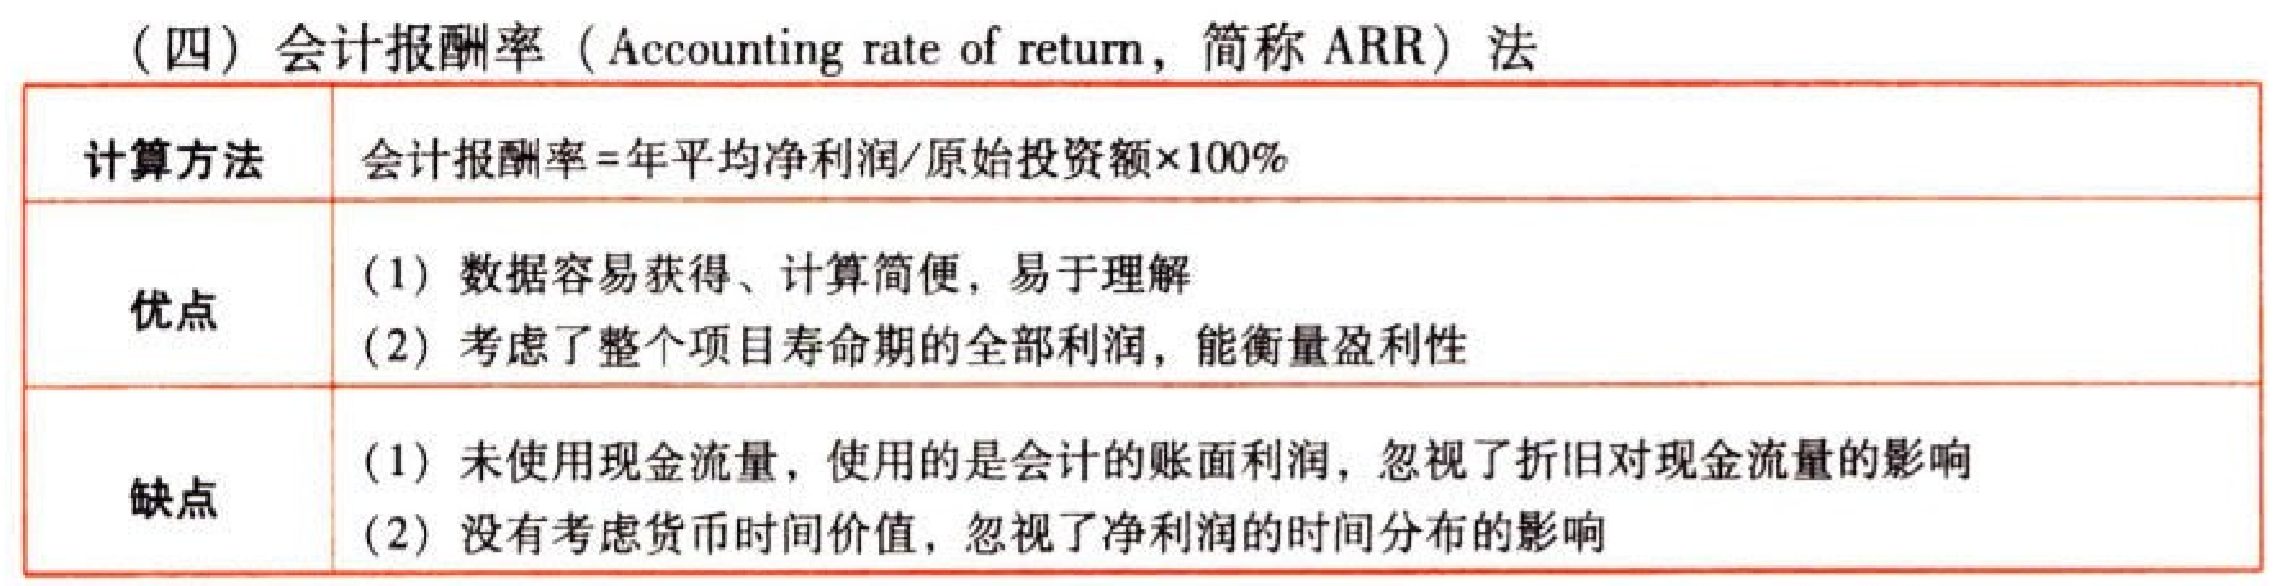 （四）会计报酬率（Accounting rate of return，简称 ARR）法
计算方法
会计报酬率=年平均净利润/原始投资额×100%
优点
（1）数据容易获得、计算简便，易于理解
（2）考虑了整个项目寿命期的全部利润，能衡量盈利性
缺点
（1）未使用现金流量，使用的是会计的账面利润，忽视了折旧对现金流量的影响
（2）没有考虑货币时间价值，忽视了净利润的时间分布的影响